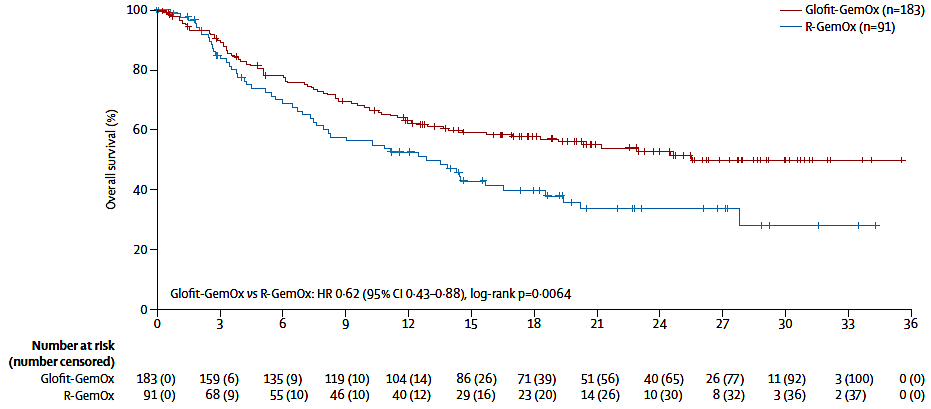 Glofit-GemOx (n=183)
R-GemOx (n=91)
100
80
60
40
20
0
Overall survival (%)
Glofit-GemOx vs R-GemOx: HR 0·62 (95% CI 0·43–0·88), log-rank p=0·0064
0 3 6 9 12 15 18 21 24 27 30 33 36
Number at risk
(number censored)
Glofit-GemOx 183 (0) 159 (6) 135 (9) 119 (10) 104 (14) 86 (26) 71 (39) 51 (56) 40 (65) 26 (77) 11 (92) 3 (100) 0 (0)
R-GemOx 91 (0) 68 (9) 55 (10) 46 (10) 40 (12) 29 (16) 23 (20) 14 (26) 10 (30) 8 (32) 3 (36) 2 (37) 0 (0)